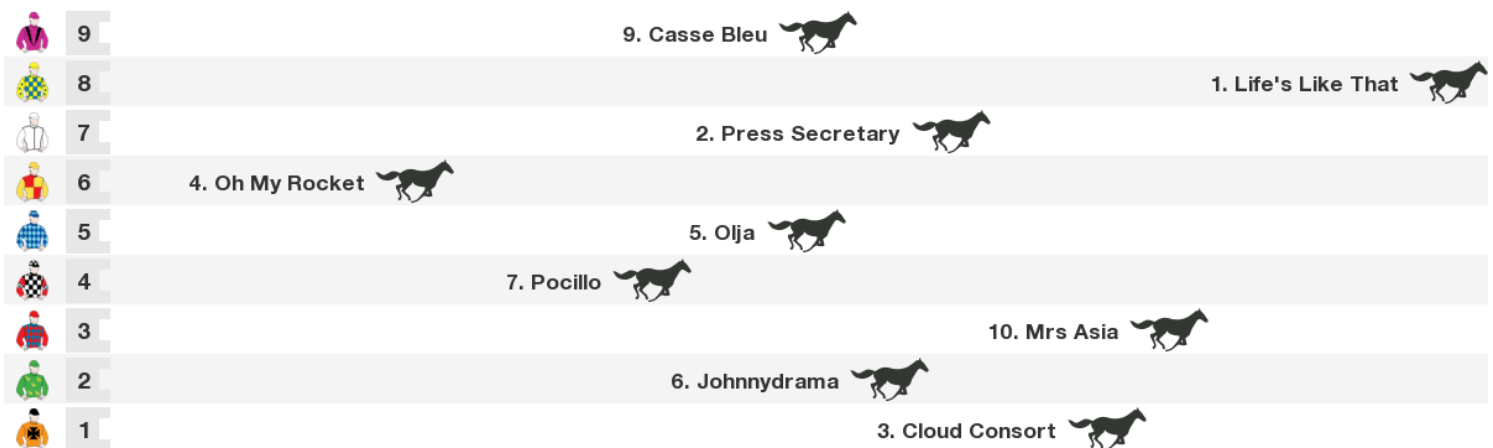 9 9. Casse Bleu
8 1. Life's Like That
7 2. Press Secretary
6 4. Oh My Rocket
5 5. Olja
4 7. Pocillo
3 10. Mrs Asia
2 6. Johnnydrama
1 3. Cloud Consort